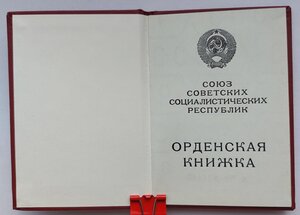 СОЮЗ
СОВЕТСКИХ
СОЦИАЛИСТИЧЕСКИХ
РЕСПУБЛИК
ОРДЕНСКАЯ
КНИЖКА